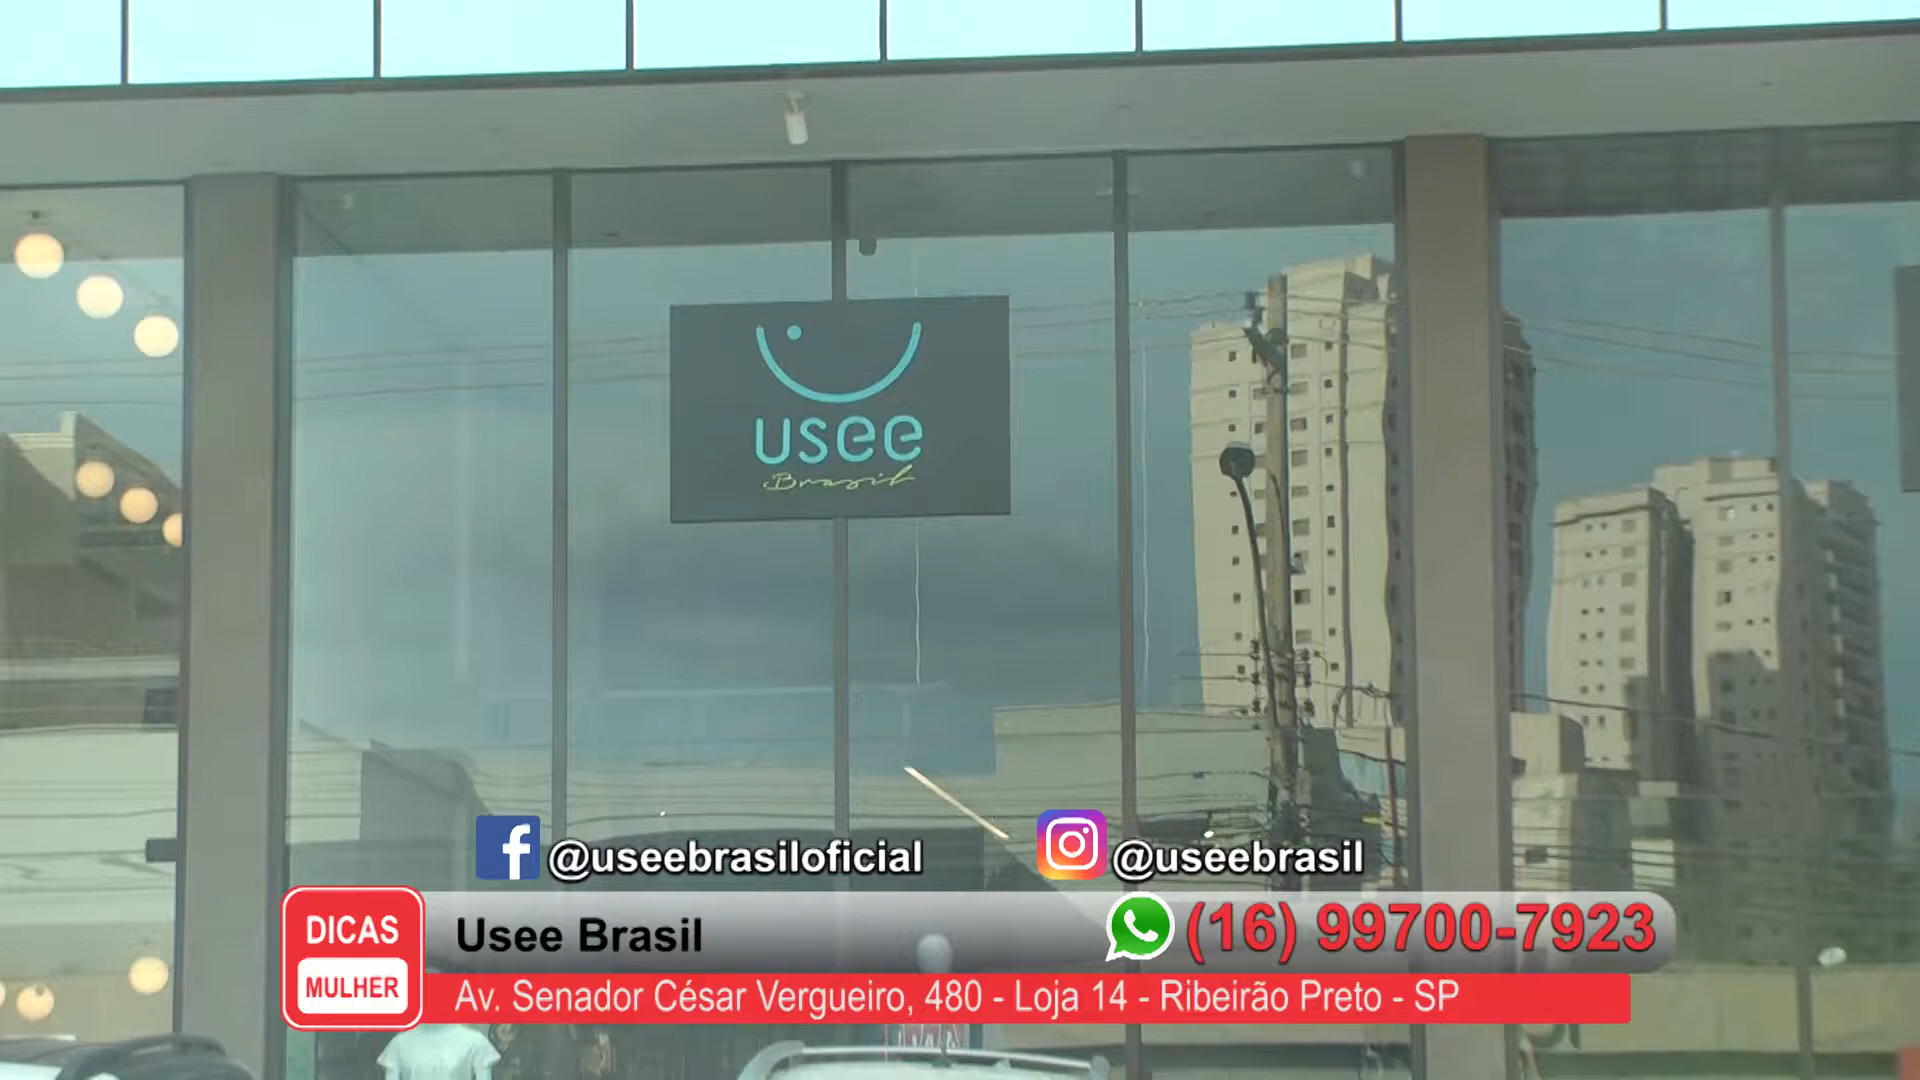 usee
Brasil
@useebrasiloficial
@useebrasil
DICAS
MULHER
Usee Brasil
(16) 99700-7923
Av. Senador César Vergueiro, 480 - Loja 14 - Ribeirão Preto - SP